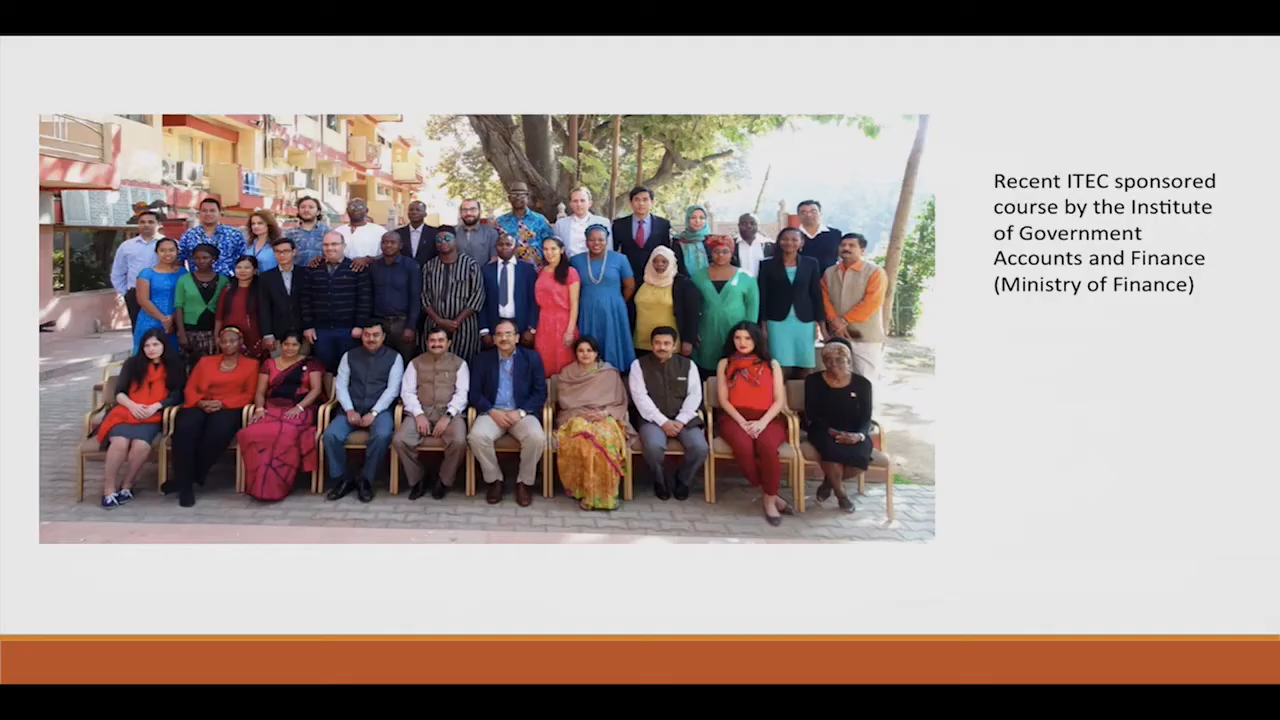 Recent ITEC sponsored
course by the Institute
of Government
Accounts and Finance
(Ministry of Finance)